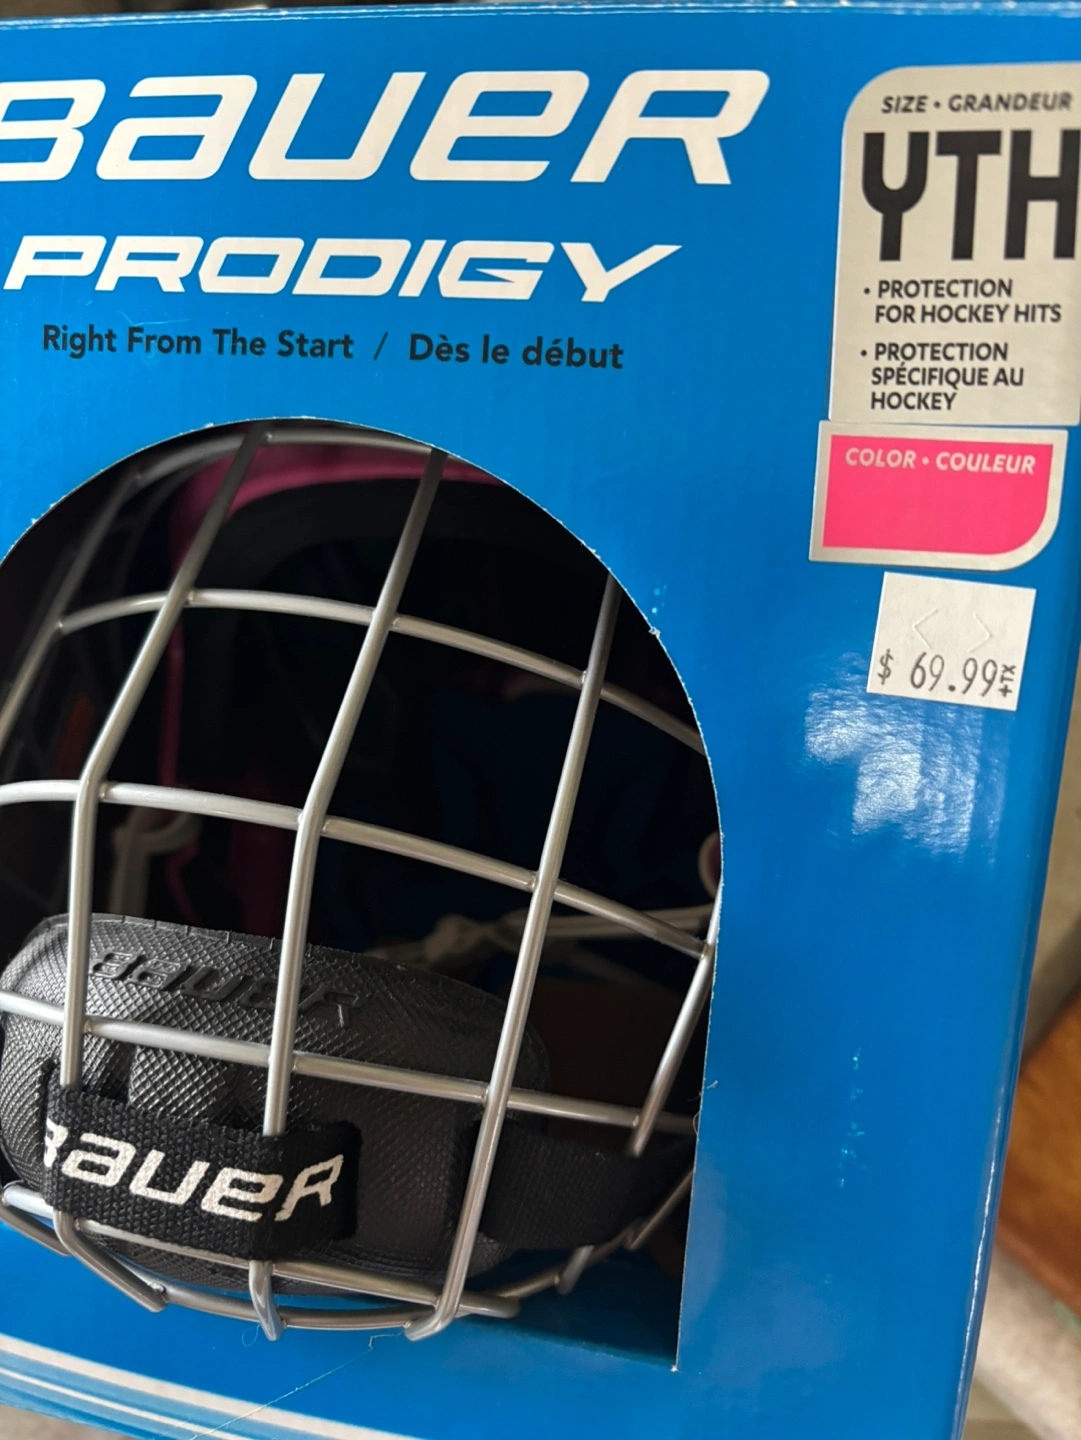 BAUER
PRODIGY
Right From The Start / Dès le début
SIZE • GRANDEUR
YTH
• PROTECTION
FOR HOCKEY HITS
• PROTECTION
SPÉCIFIQUE AU
HOCKEY
COLOR • COULEUR
$ 69.99+TX
BAUER
BAUER